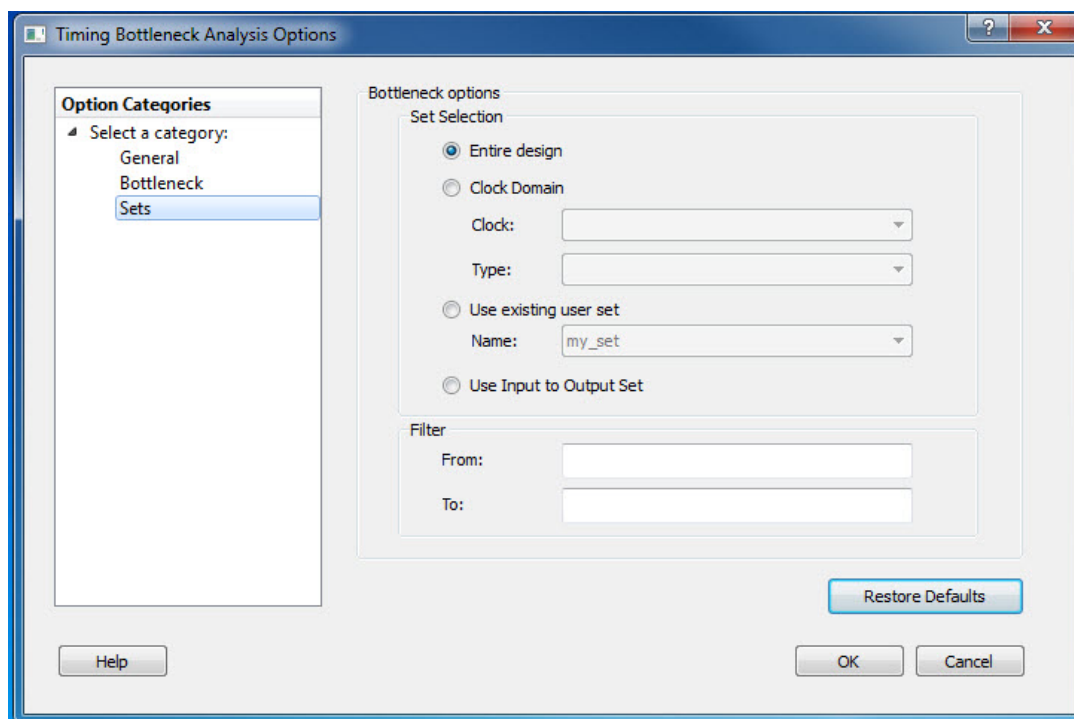 Timing Bottleneck Analysis Options
?
X
Option Categories
Select a category:
General
Bottleneck
Sets
Bottleneck options
Set Selection
Entire design
Clock Domain
Clock:
Type:
Use existing user set
Name: my_set
Use Input to Output Set
Filter
From:
To:
Restore Defaults
Help OK Cancel